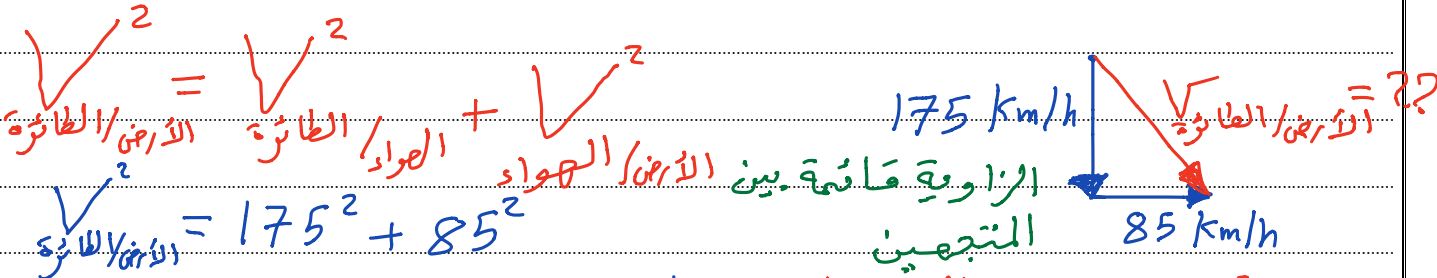 V² الطائرة/الأرض = V² الطائرة/الهواء + V² الهواء/الأرض
V² الطائرة/الأرض = 175² + 85²
175 Km/h
V الطائرة/الأرض = ??
85 Km/h
الزاوية قائمة بين
المتجهين